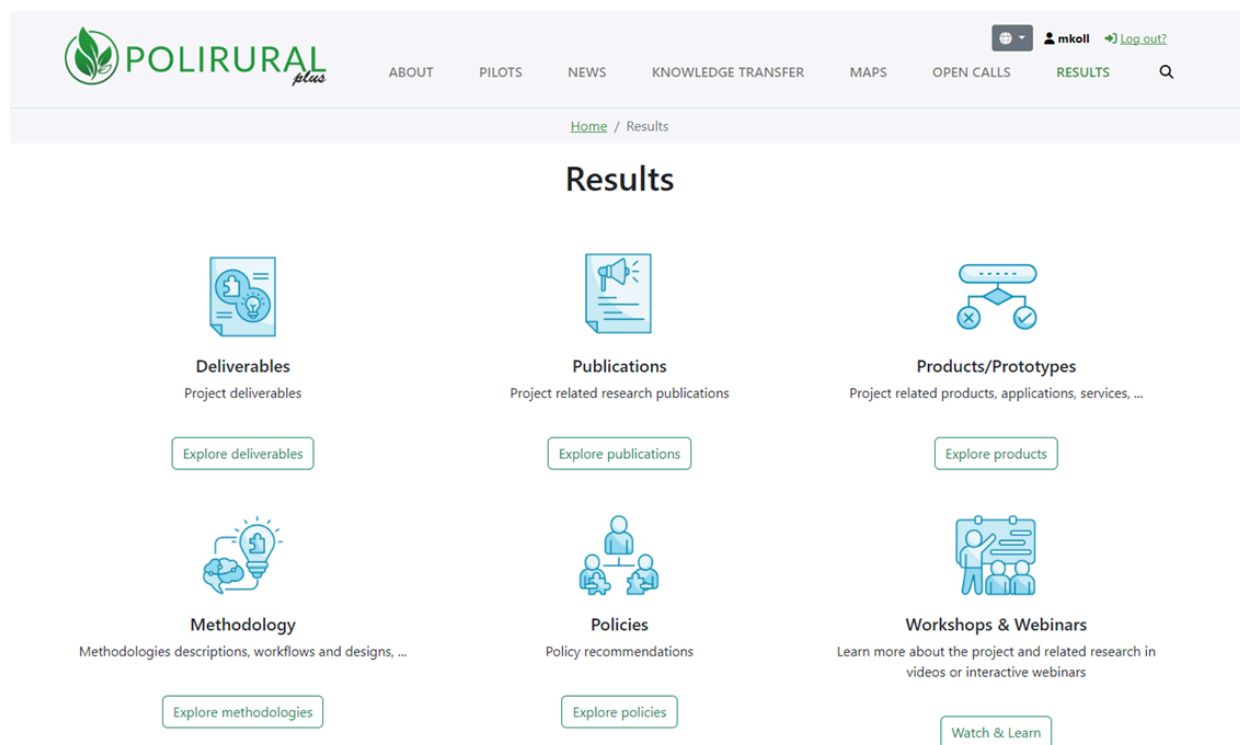 POLIRURAL
plus
mkoll
Log out?
ABOUT
PILOTS
NEWS
KNOWLEDGE TRANSFER
MAPS
OPEN CALLS
RESULTS
Home / Results
Results
Deliverables
Project deliverables
Explore deliverables
Publications
Project related research publications
Explore publications
Products/Prototypes
Project related products, applications, services, ...
Explore products
Methodology
Methodologies descriptions, workflows and designs, ...
Explore methodologies
Policies
Policy recommendations
Explore policies
Workshops & Webinars
Learn more about the project and related research in
videos or interactive webinars
Watch & Learn